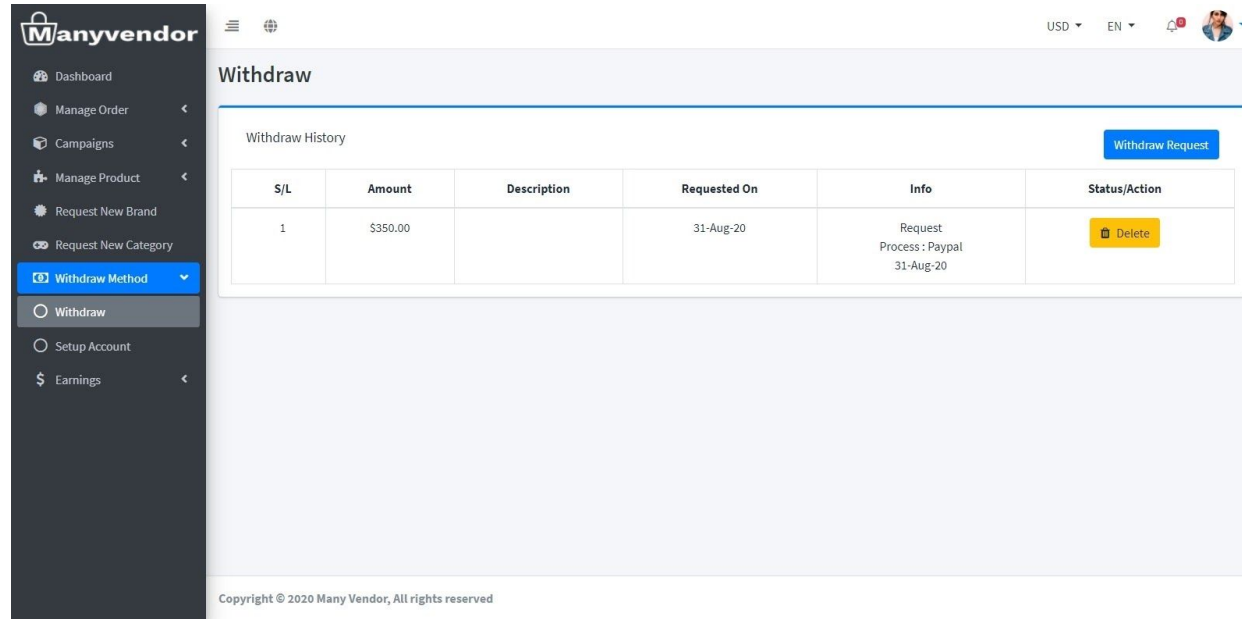 Manyvendor
USD EN 0
Dashboard
Manage Order
Campaigns
Manage Product
Request New Brand
Request New Category
Withdraw Method
Withdraw
Setup Account
$ Earnings
Withdraw
Withdraw History
Withdraw Request
S/L Amount Description Requested On Info Status/Action
1 $350.00 31-Aug-20 Request Delete
Process : Paypal
31-Aug-20
Copyright © 2020 Many Vendor, All rights reserved